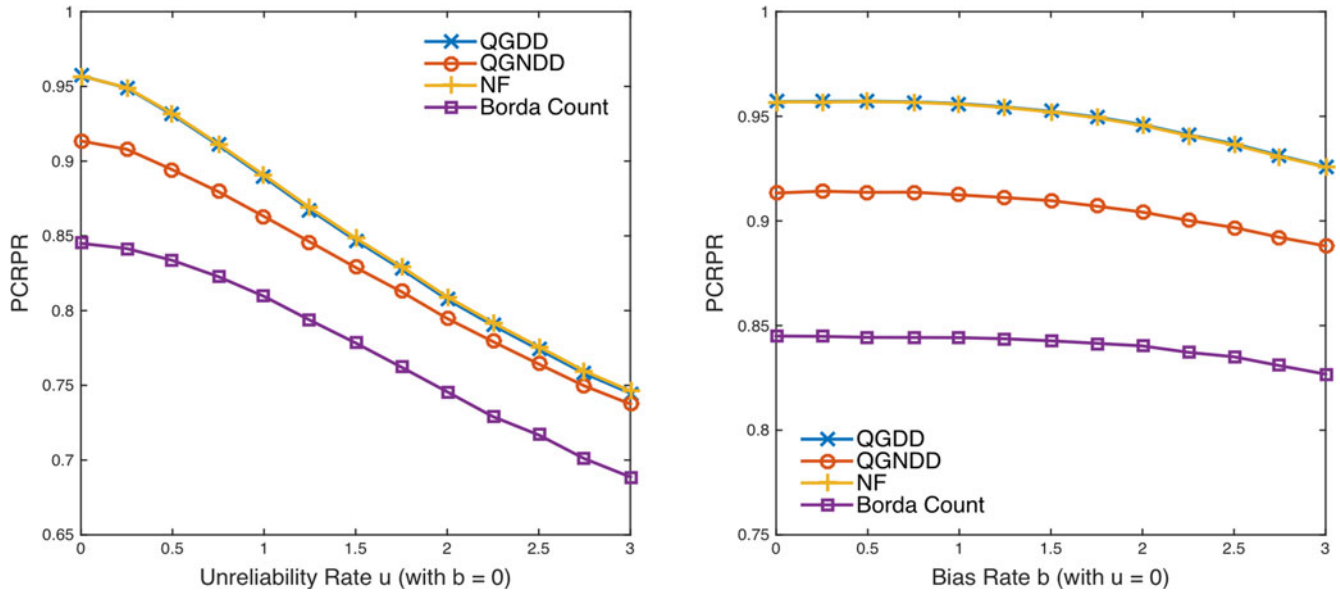 1
0.95
0.9
0.85
0.8
0.75
0.7
0.65
PCRPR
QGDD
QGNDD
NF
Borda Count
0 0.5 1 1.5 2 2.5 3
Unreliability Rate u (with b = 0)
1
0.95
0.9
0.85
0.8
0.75
PCRPR
QGDD
QGNDD
NF
Borda Count
0 0.5 1 1.5 2 2.5 3
Bias Rate b (with u = 0)